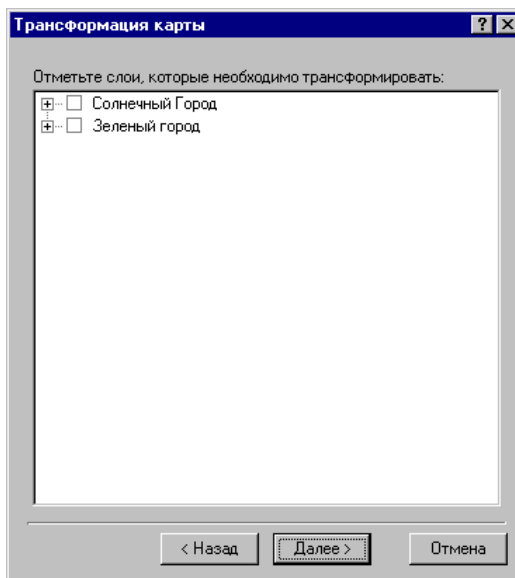 Трансформация карты
Отметьте слои, которые необходимо трансформировать:
Солнечный Город
Зеленый город
< Назад Далее > Отмена